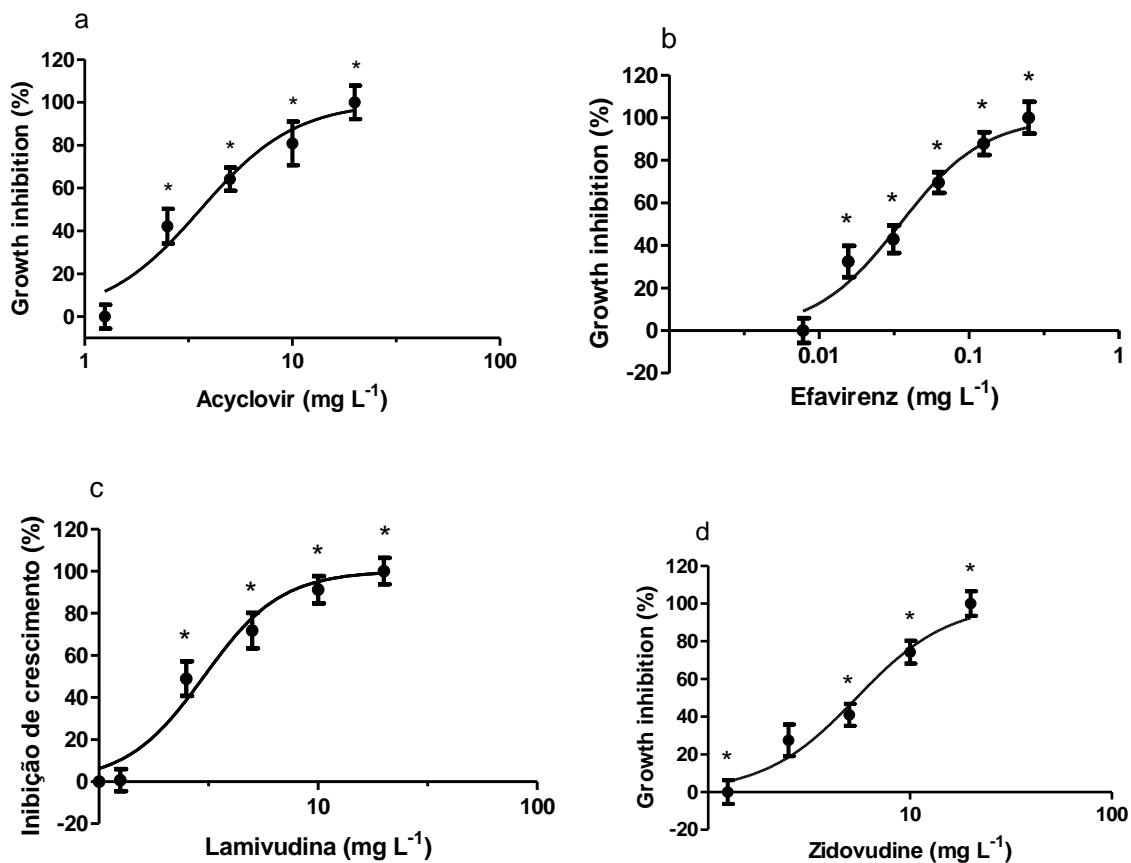 a
120
100
80
60
40
20
0
Growth inhibition (%)
* * * * *
1 10 100
Acyclovir (mg L⁻¹)
b
120
100
80
60
40
20
0
-20
Growth inhibition (%)
* * * * *
0.01 0.1 1
Efavirenz (mg L⁻¹)
c
120
100
80
60
40
20
0
-20
Inibição de crescimento (%)
* * * *
10 100
Lamivudina (mg L⁻¹)
d
120
100
80
60
40
20
0
-20
Growth inhibition (%)
* * * *
10 100
Zidovudine (mg L⁻¹)